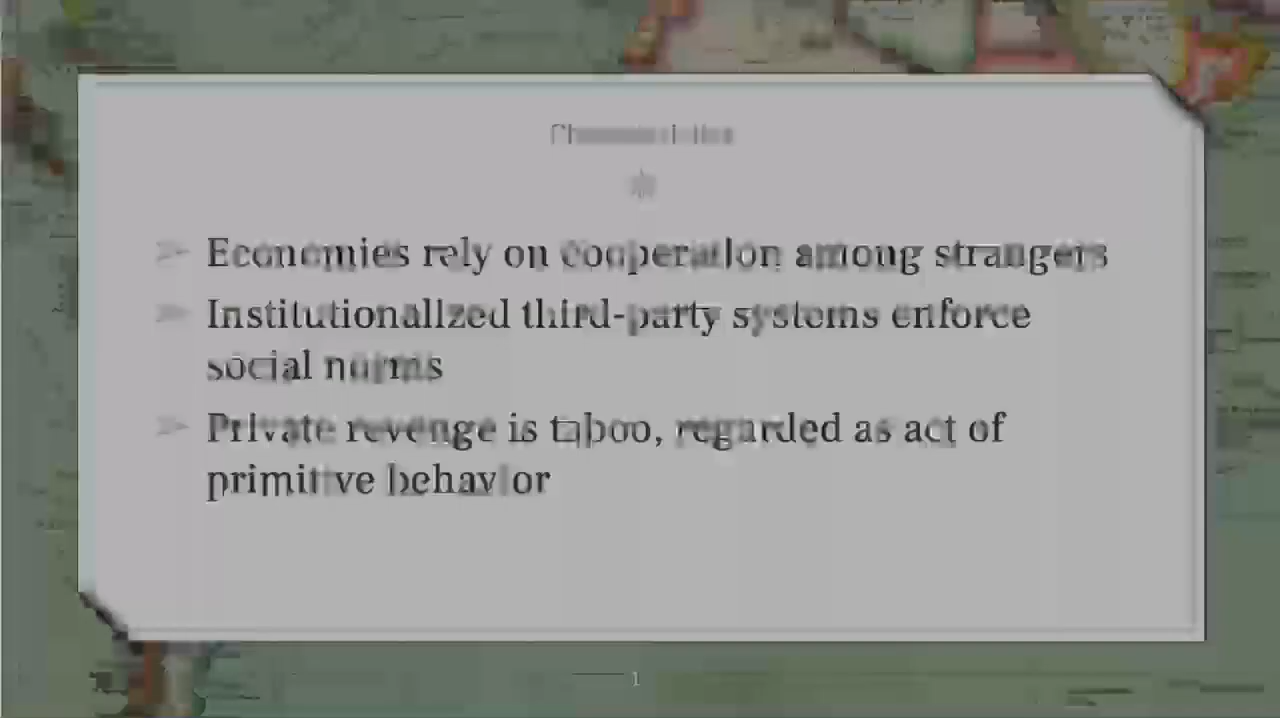 Economies rely on cooperation among strangers
Institutionalized third-party systems enforce
social norms
Private revenge is taboo, regarded as act of
primitive behavior
1